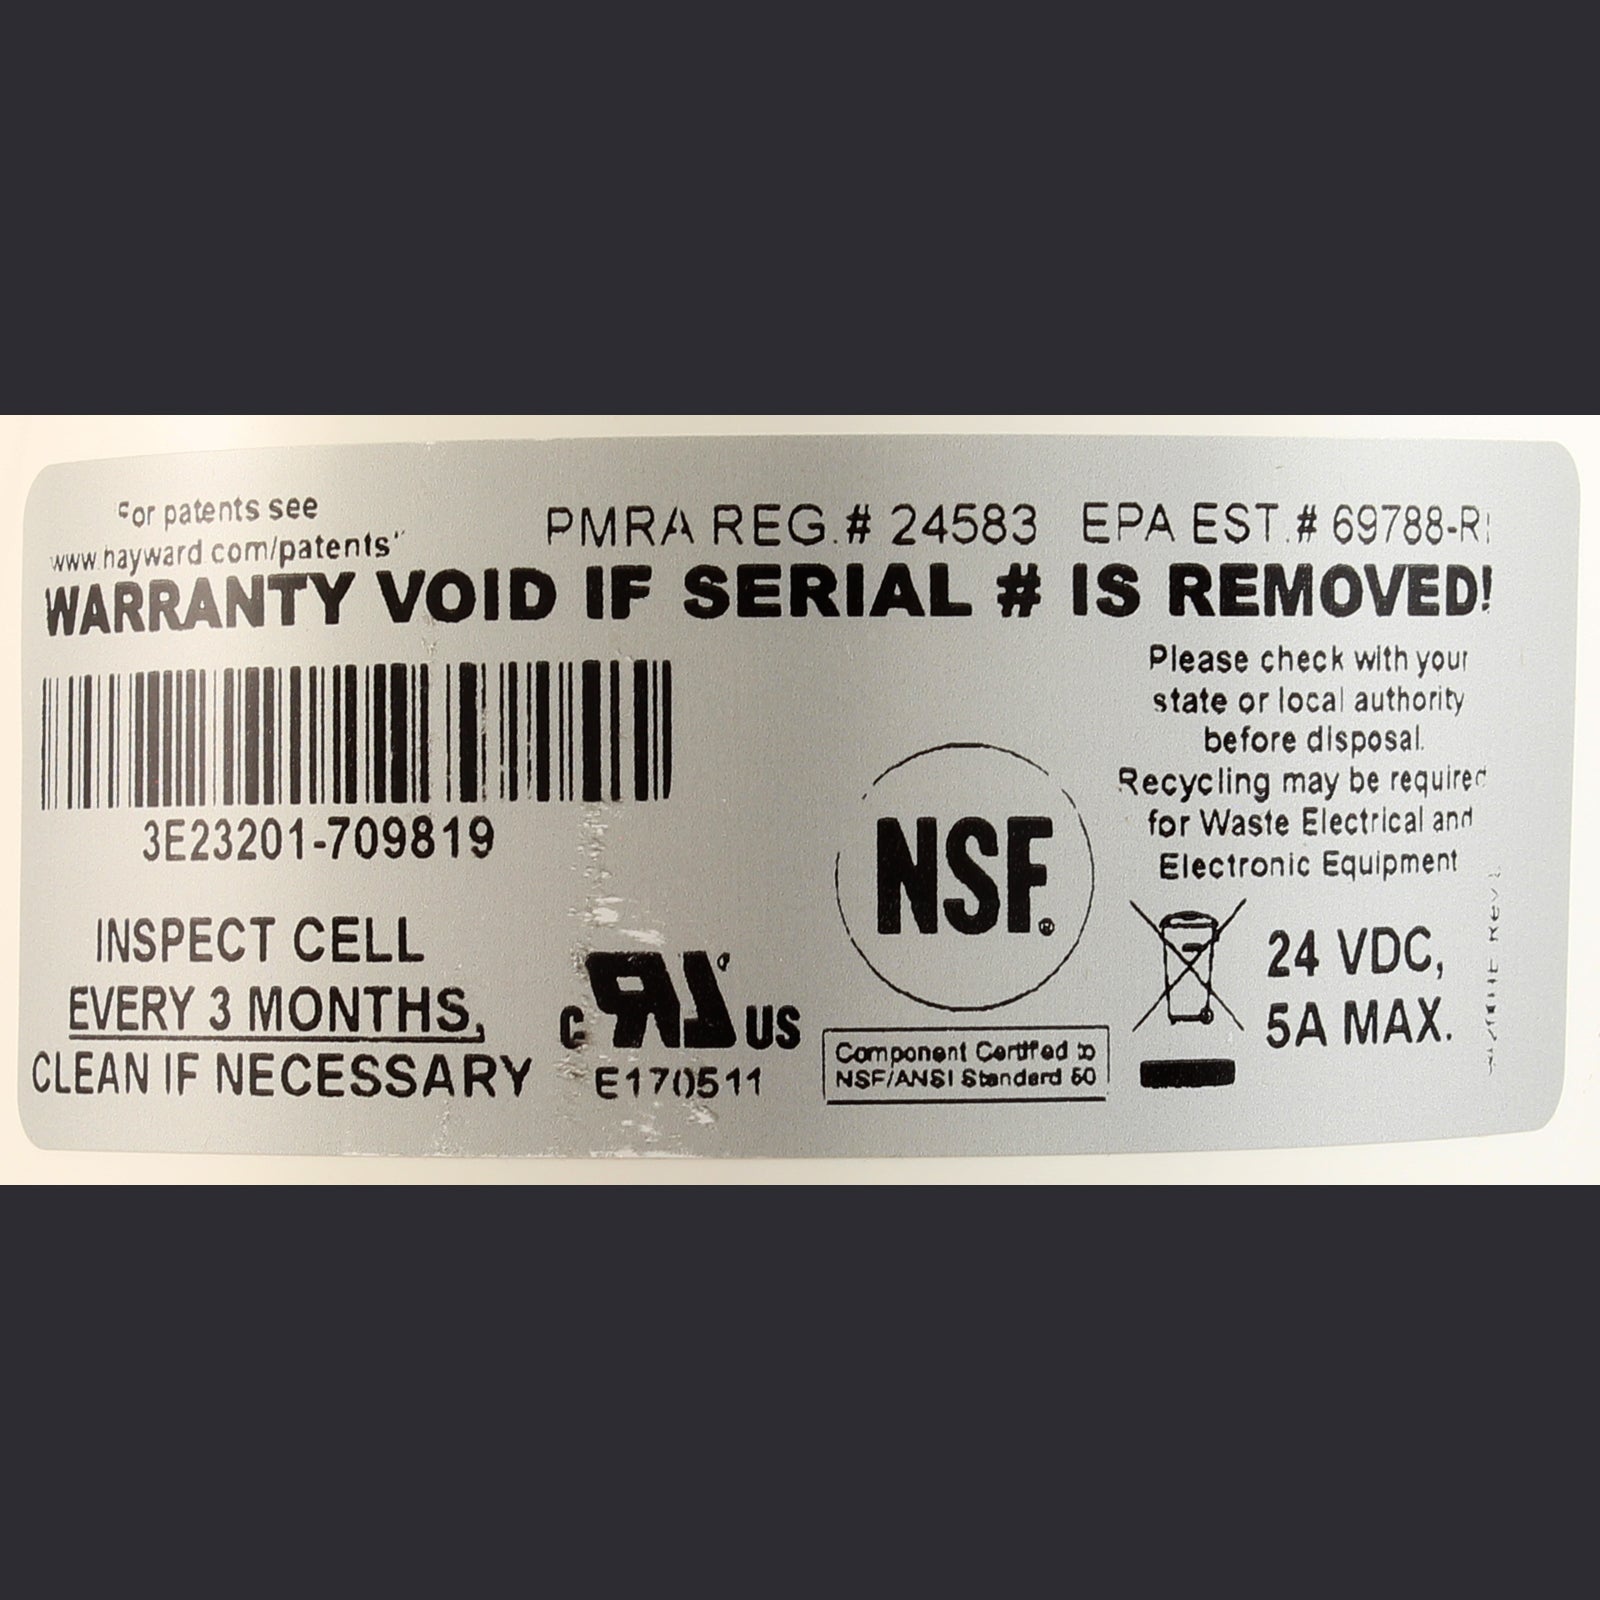 For patents see
www.hayward.com/patents
PMRA REG.# 24583 EPA EST.# 69788-RI
WARRANTY VOID IF SERIAL # IS REMOVED!
3E23201-709819
INSPECT CELL
EVERY 3 MONTHS,
CLEAN IF NECESSARY
c RU US
E170511
NSF®
Component Certified to
NSF/ANSI Standard 50
Please check with your
state or local authority
before disposal.
Recycling may be required
for Waste Electrical and
Electronic Equipment
24 VDC,
5A MAX.